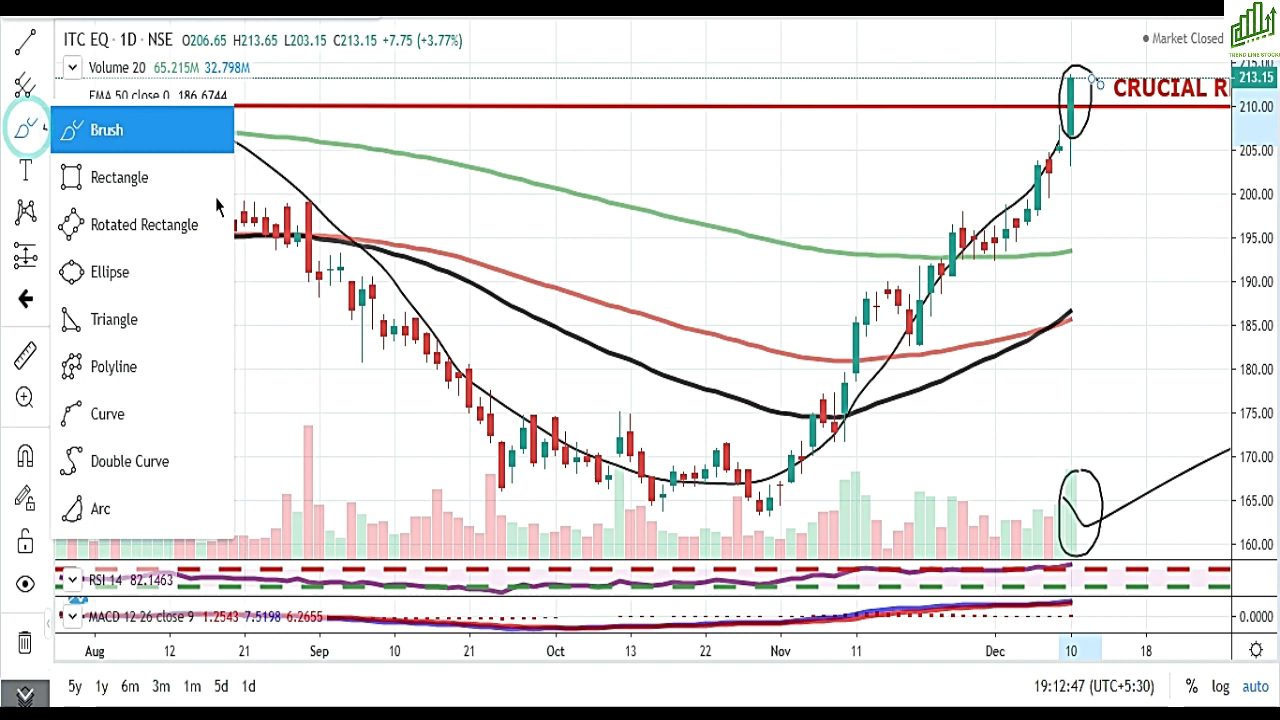 ITC EQ · 1D · NSE O206.65 H213.65 L203.15 C213.15 +7.75 (+3.77%)
Market Closed
TREND LINE STOCKS
Volume 20 65.215M 32.798M
EMA 50 close 0 186.6744
CRUCIAL R
Brush
Rectangle
Rotated Rectangle
Ellipse
Triangle
Polyline
Curve
Double Curve
Arc
T
215.00
213.15
210.00
205.00
200.00
195.00
190.00
185.00
180.00
175.00
170.00
165.00
160.00
RSI 14 82.1463
MACD 12 26 close 9 1.2543 7.5198 6.2655
0.0000
Aug 12 21 Sep 10 21 Oct 13 22 Nov 11 Dec 10 18
5y 1y 6m 3m 1m 5d 1d
19:12:47 (UTC+5:30) % log auto